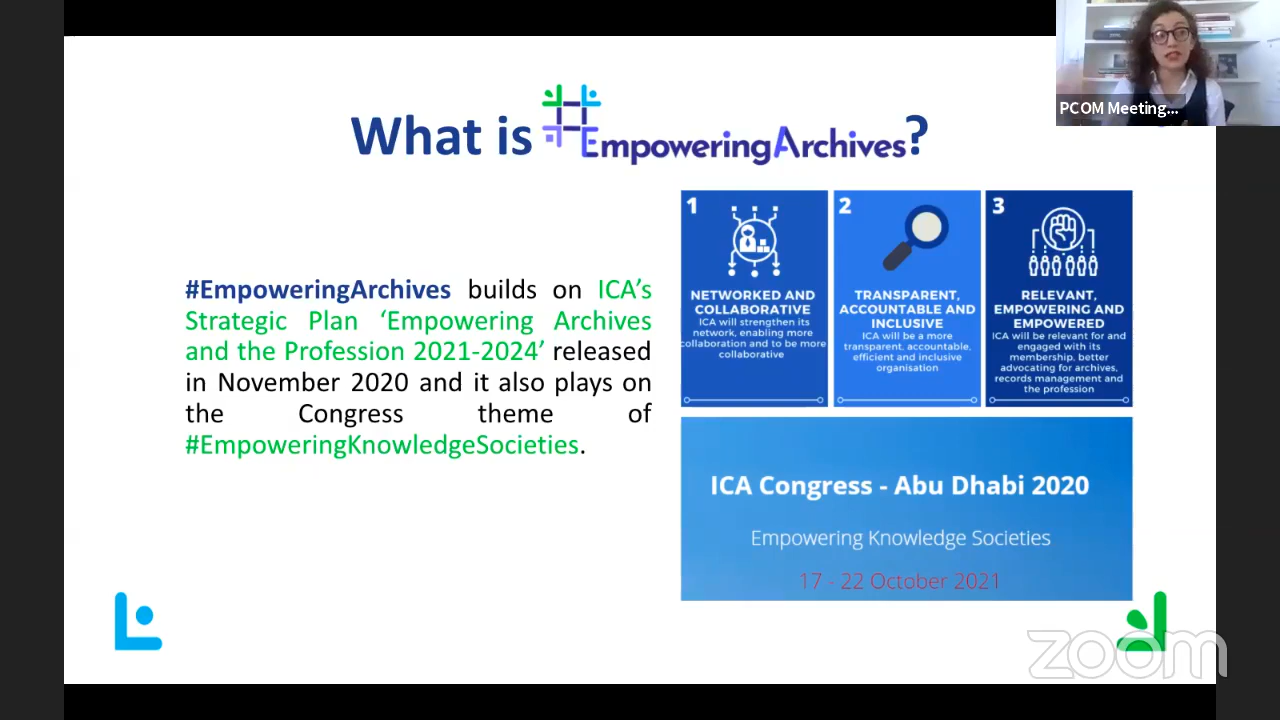 PCOM Meeting...
What is #EmpoweringArchives?
#EmpoweringArchives builds on ICA’s
Strategic Plan ‘Empowering Archives
and the Profession 2021-2024’ released
in November 2020 and it also plays on
the Congress theme of
#EmpoweringKnowledgeSocieties.
1
NETWORKED AND
COLLABORATIVE
ICA will strengthen its
network, enabling more
collaboration and to be more
collaborative
2
TRANSPARENT,
ACCOUNTABLE AND
INCLUSIVE
ICA will be a more
transparent, accountable,
efficient and inclusive
organisation
3
RELEVANT,
EMPOWERING AND
EMPOWERED
ICA will be relevant for and
engaged with its
membership, better
advocating for archives,
records management and
the profession
ICA Congress - Abu Dhabi 2020
Empowering Knowledge Societies
17 - 22 October 2021
zoom